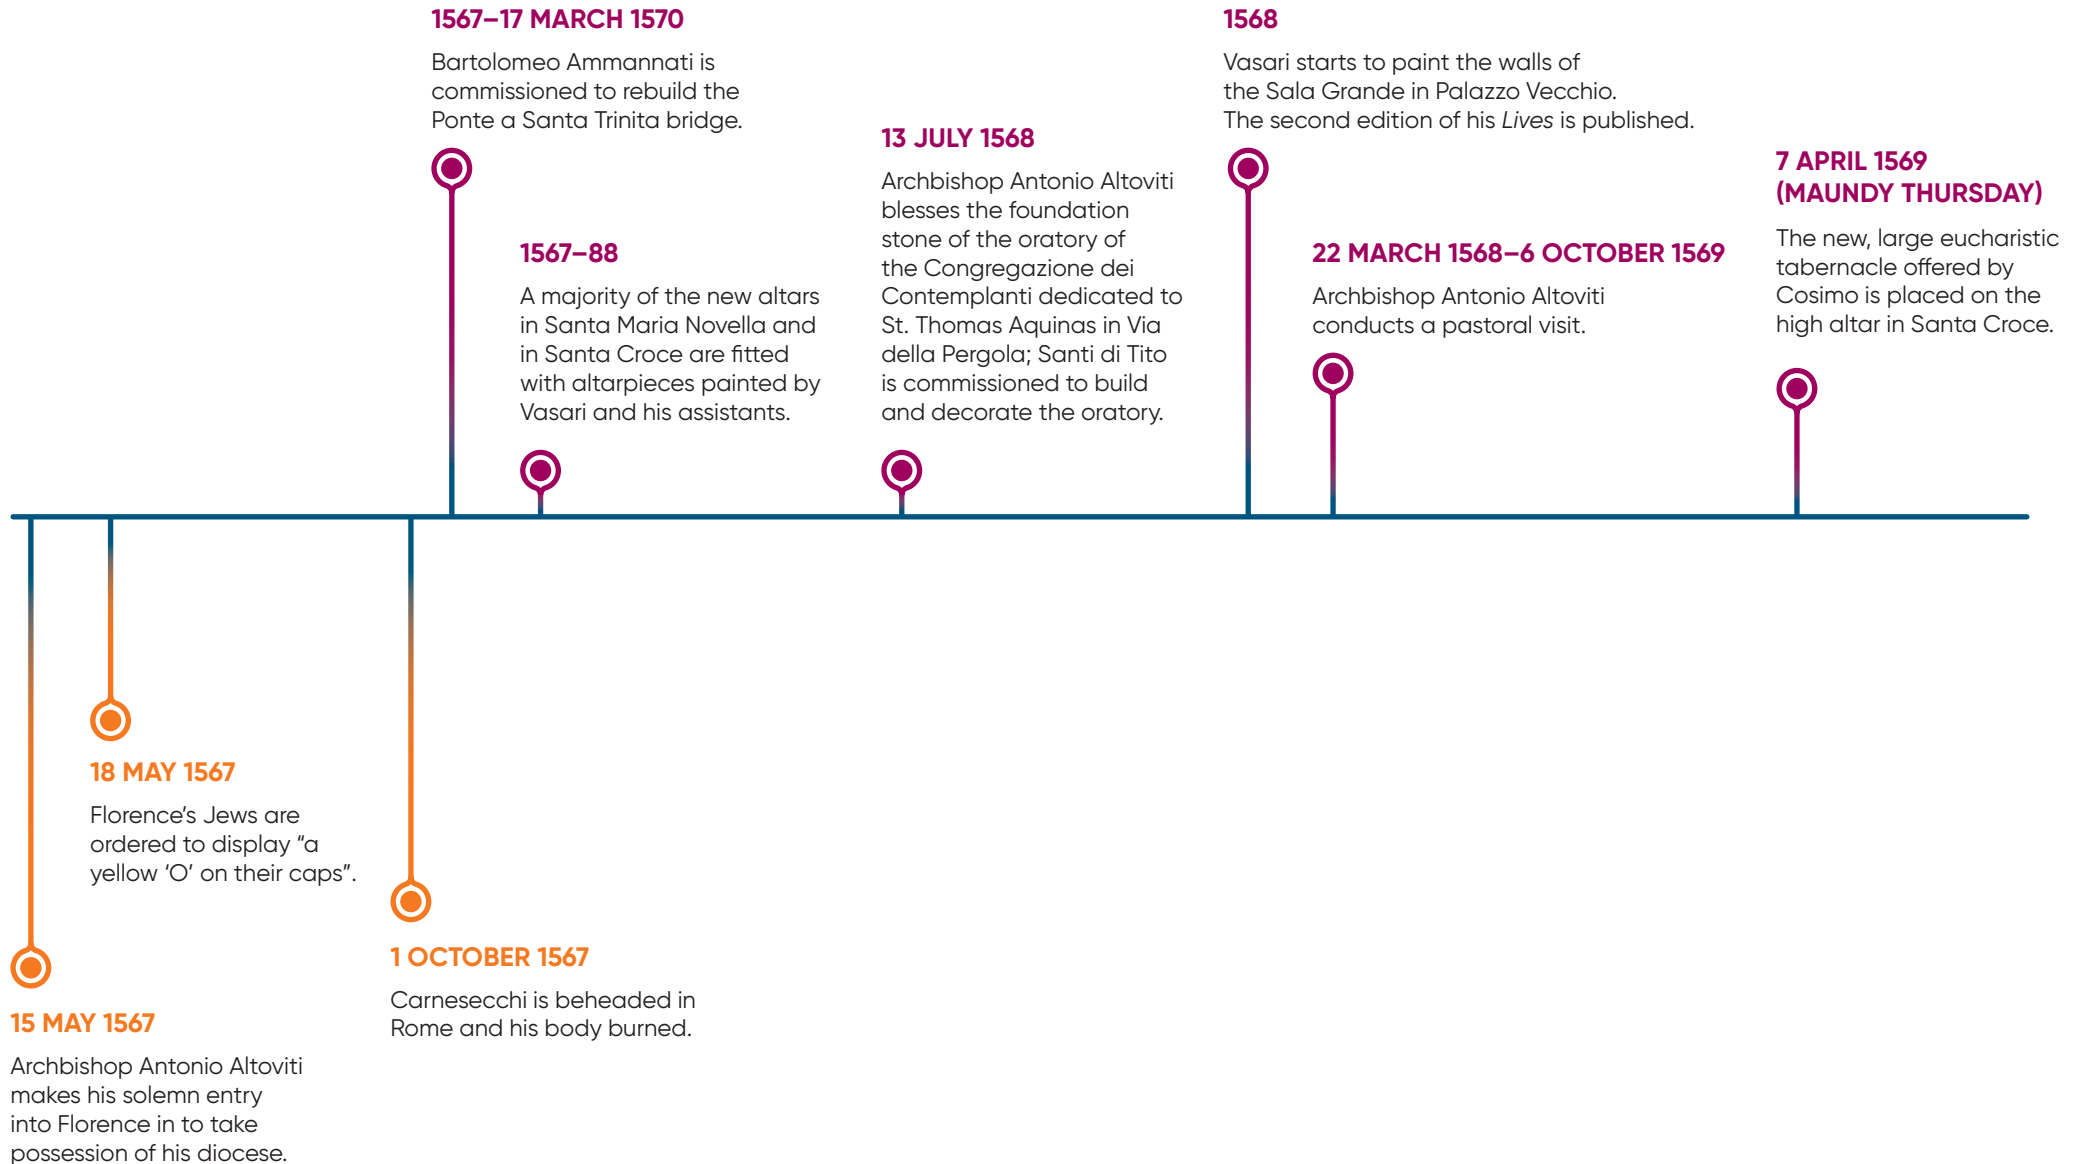 1567–17 MARCH 1570
Bartolomeo Ammannati is
commissioned to rebuild the
Ponte a Santa Trinita bridge.
1567–88
A majority of the new altars
in Santa Maria Novella and
in Santa Croce are fitted
with altarpieces painted by
Vasari and his assistants.
13 JULY 1568
Archbishop Antonio Altoviti
blesses the foundation
stone of the oratory of
the Congregazione dei
Contemplanti dedicated to
St. Thomas Aquinas in Via
della Pergola; Santi di Tito
is commissioned to build
and decorate the oratory.
1568
Vasari starts to paint the walls of
the Sala Grande in Palazzo Vecchio.
The second edition of his Lives is published.
22 MARCH 1568–6 OCTOBER 1569
Archbishop Antonio Altoviti
conducts a pastoral visit.
7 APRIL 1569
(MAUNDY THURSDAY)
The new, large eucharistic
tabernacle offered by
Cosimo is placed on the
high altar in Santa Croce.
15 MAY 1567
Archbishop Antonio Altoviti
makes his solemn entry
into Florence in to take
possession of his diocese.
18 MAY 1567
Florence’s Jews are
ordered to display “a
yellow ‘O’ on their caps”.
1 OCTOBER 1567
Carnesecchi is beheaded in
Rome and his body burned.